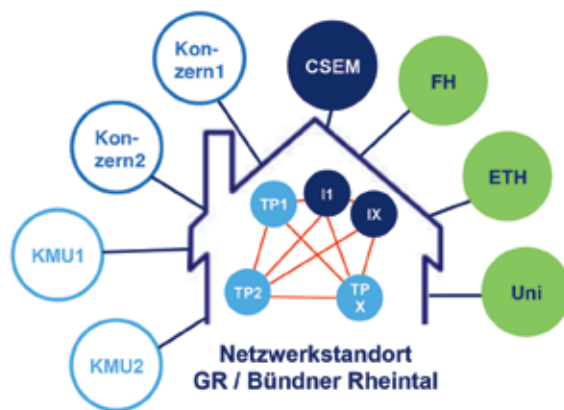 Kon-
zern1
CSEM
FH
Kon-
zern2
ETH
TP1
I1
IX
KMU1
TP2
TP
X
Uni
KMU2
Netzwerkstandort
GR / Bündner Rheintal